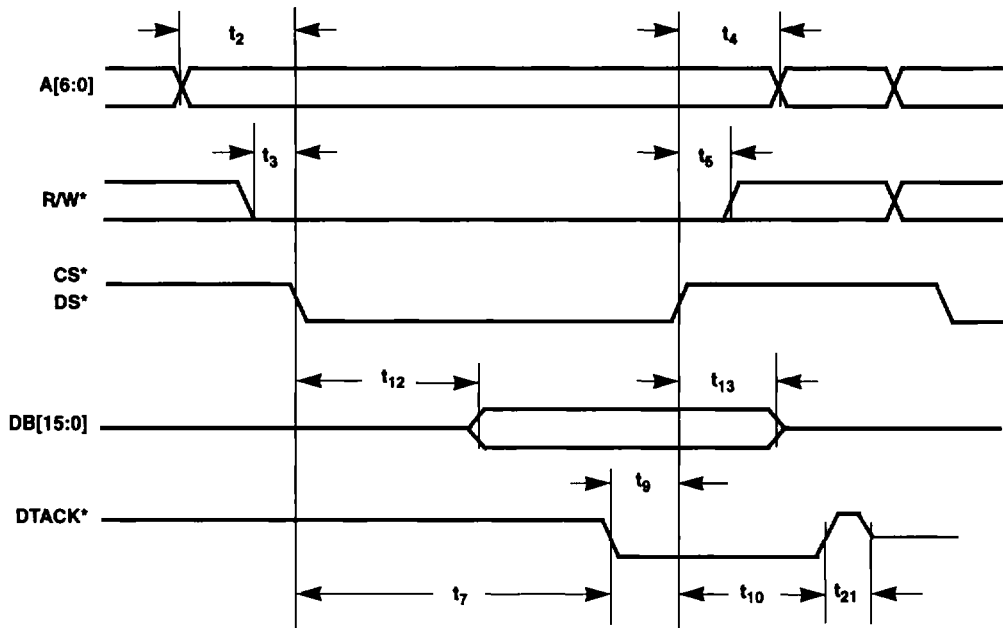 t2
t4
A[6:0]
t3
t5
R/W*
CS*
DS*
t12
t13
DB[15:0]
t9
DTACK*
t7
t10
t21